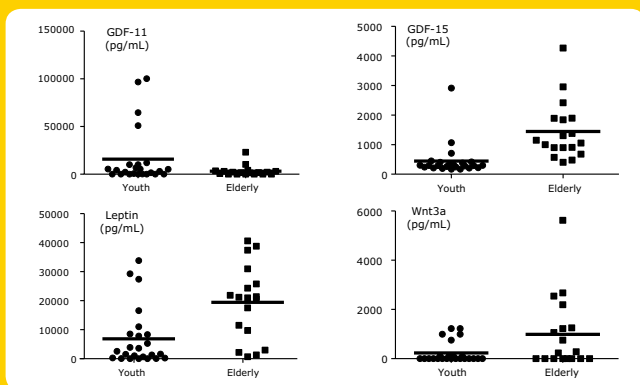 GDF-11
(pg/mL)
150000
100000
50000
0
Youth
Elderly
GDF-15
(pg/mL)
5000
4000
3000
2000
1000
0
Youth
Elderly
Leptin
(pg/mL)
50000
40000
30000
20000
10000
0
Youth
Elderly
Wnt3a
(pg/mL)
6000
4000
2000
0
Youth
Elderly